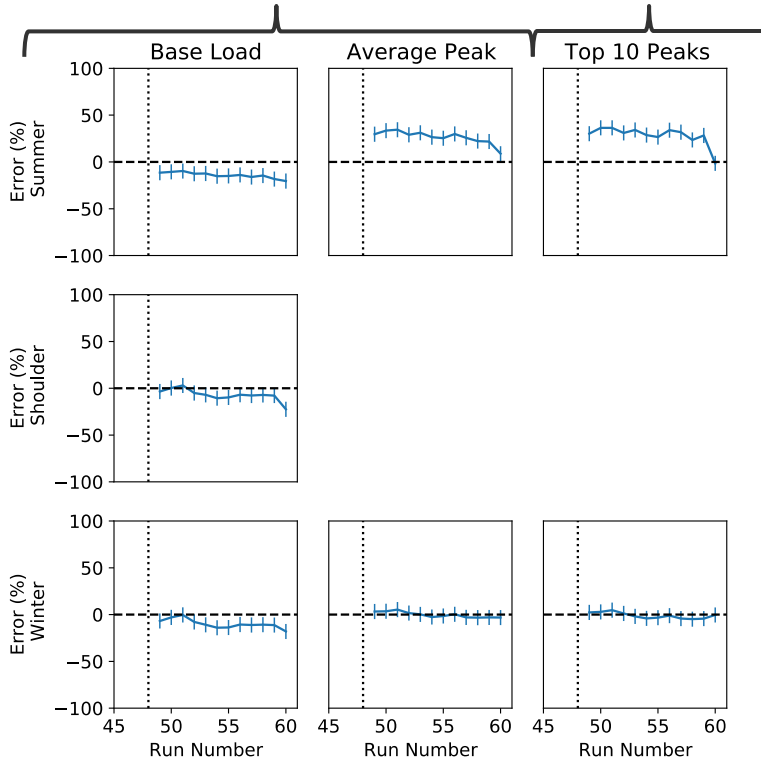 Base Load Average Peak Top 10 Peaks
Error (%)
Summer
100
50
0
−50
−100
Error (%)
Shoulder
100
50
0
−50
−100
Error (%)
Winter
100
50
0
−50
−100
45 50 55 60 45 50 55 60 45 50 55 60
Run Number Run Number Run Number